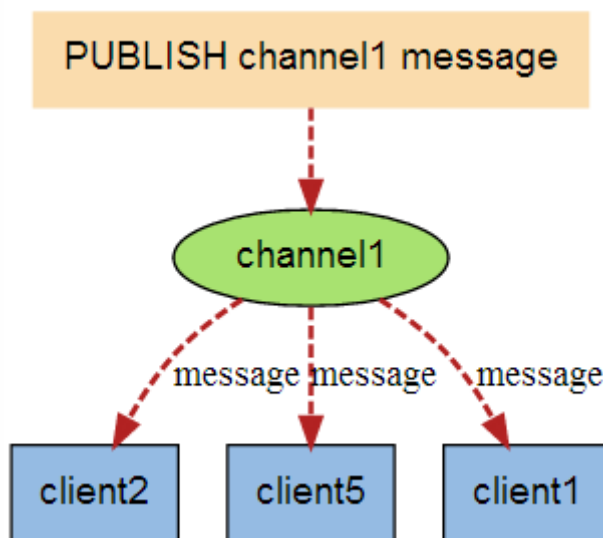 PUBLISH channel1 message
channel1
message message message
client2 client5 client1